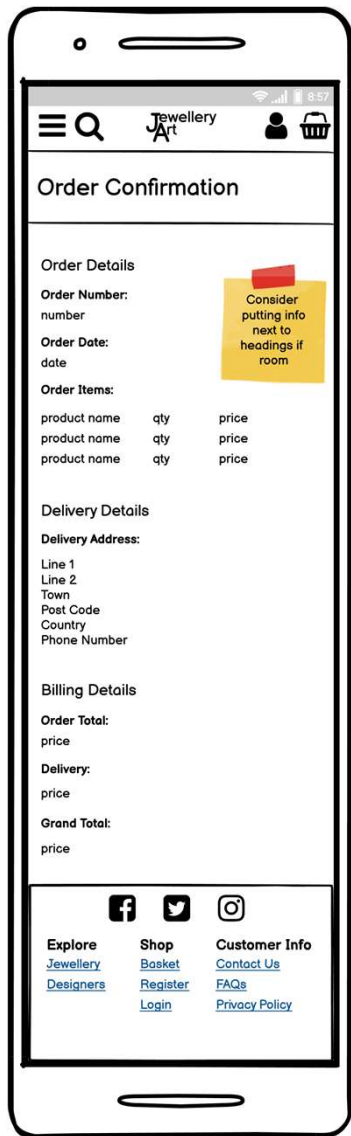 8:57
Jewellery
Art
Order Confirmation
Order Details
Order Number:
number
Order Date:
date
Consider
putting info
next to
headings if
room
Order Items:
product name qty price
product name qty price
product name qty price
Delivery Details
Delivery Address:
Line 1
Line 2
Town
Post Code
Country
Phone Number
Billing Details
Order Total:
price
Delivery:
price
Grand Total:
price
Explore Shop Customer Info
Jewellery Basket Contact Us
Designers Register FAQs
Login Privacy Policy